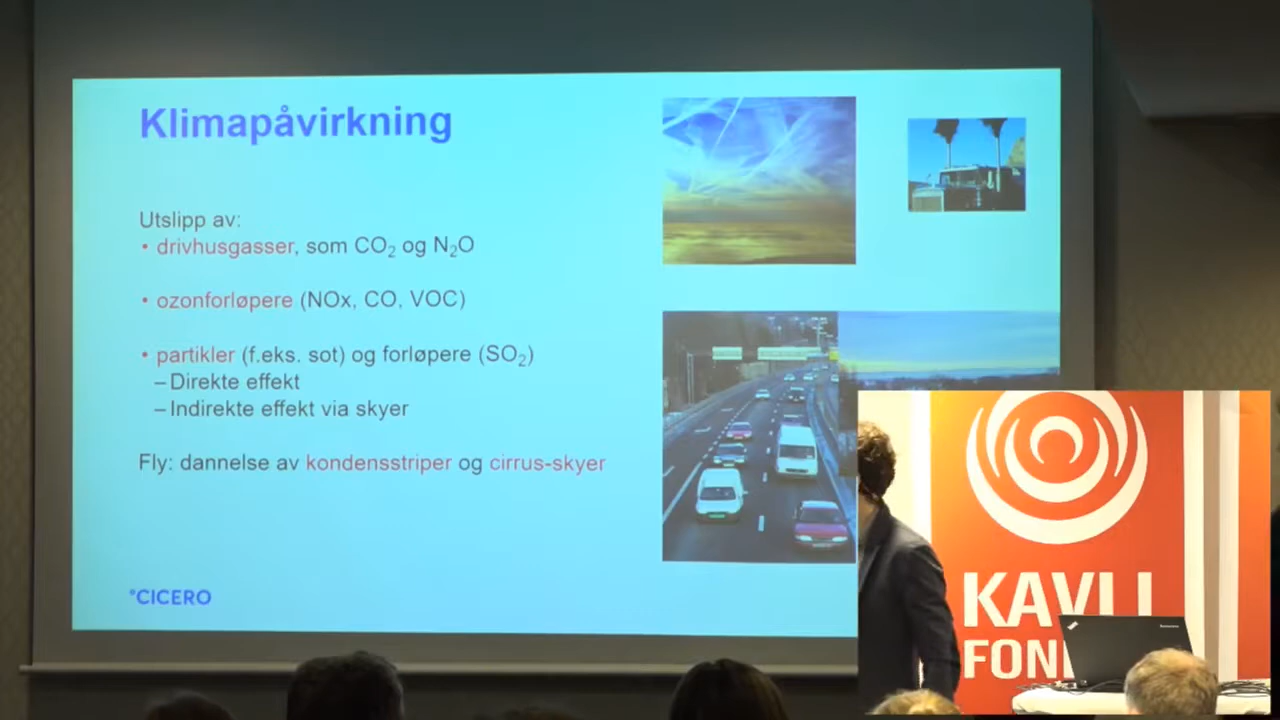 Klimapåvirkning
Utslipp av:
• drivhusgasser, som CO₂ og N₂O
• ozonforløpere (NOx, CO, VOC)
• partikler (f.eks. sot) og forløpere (SO₂)
– Direkte effekt
– Indirekte effekt via skyer
Fly: dannelse av kondensstriper og cirrus-skyer
°CICERO
KAVLI
FON